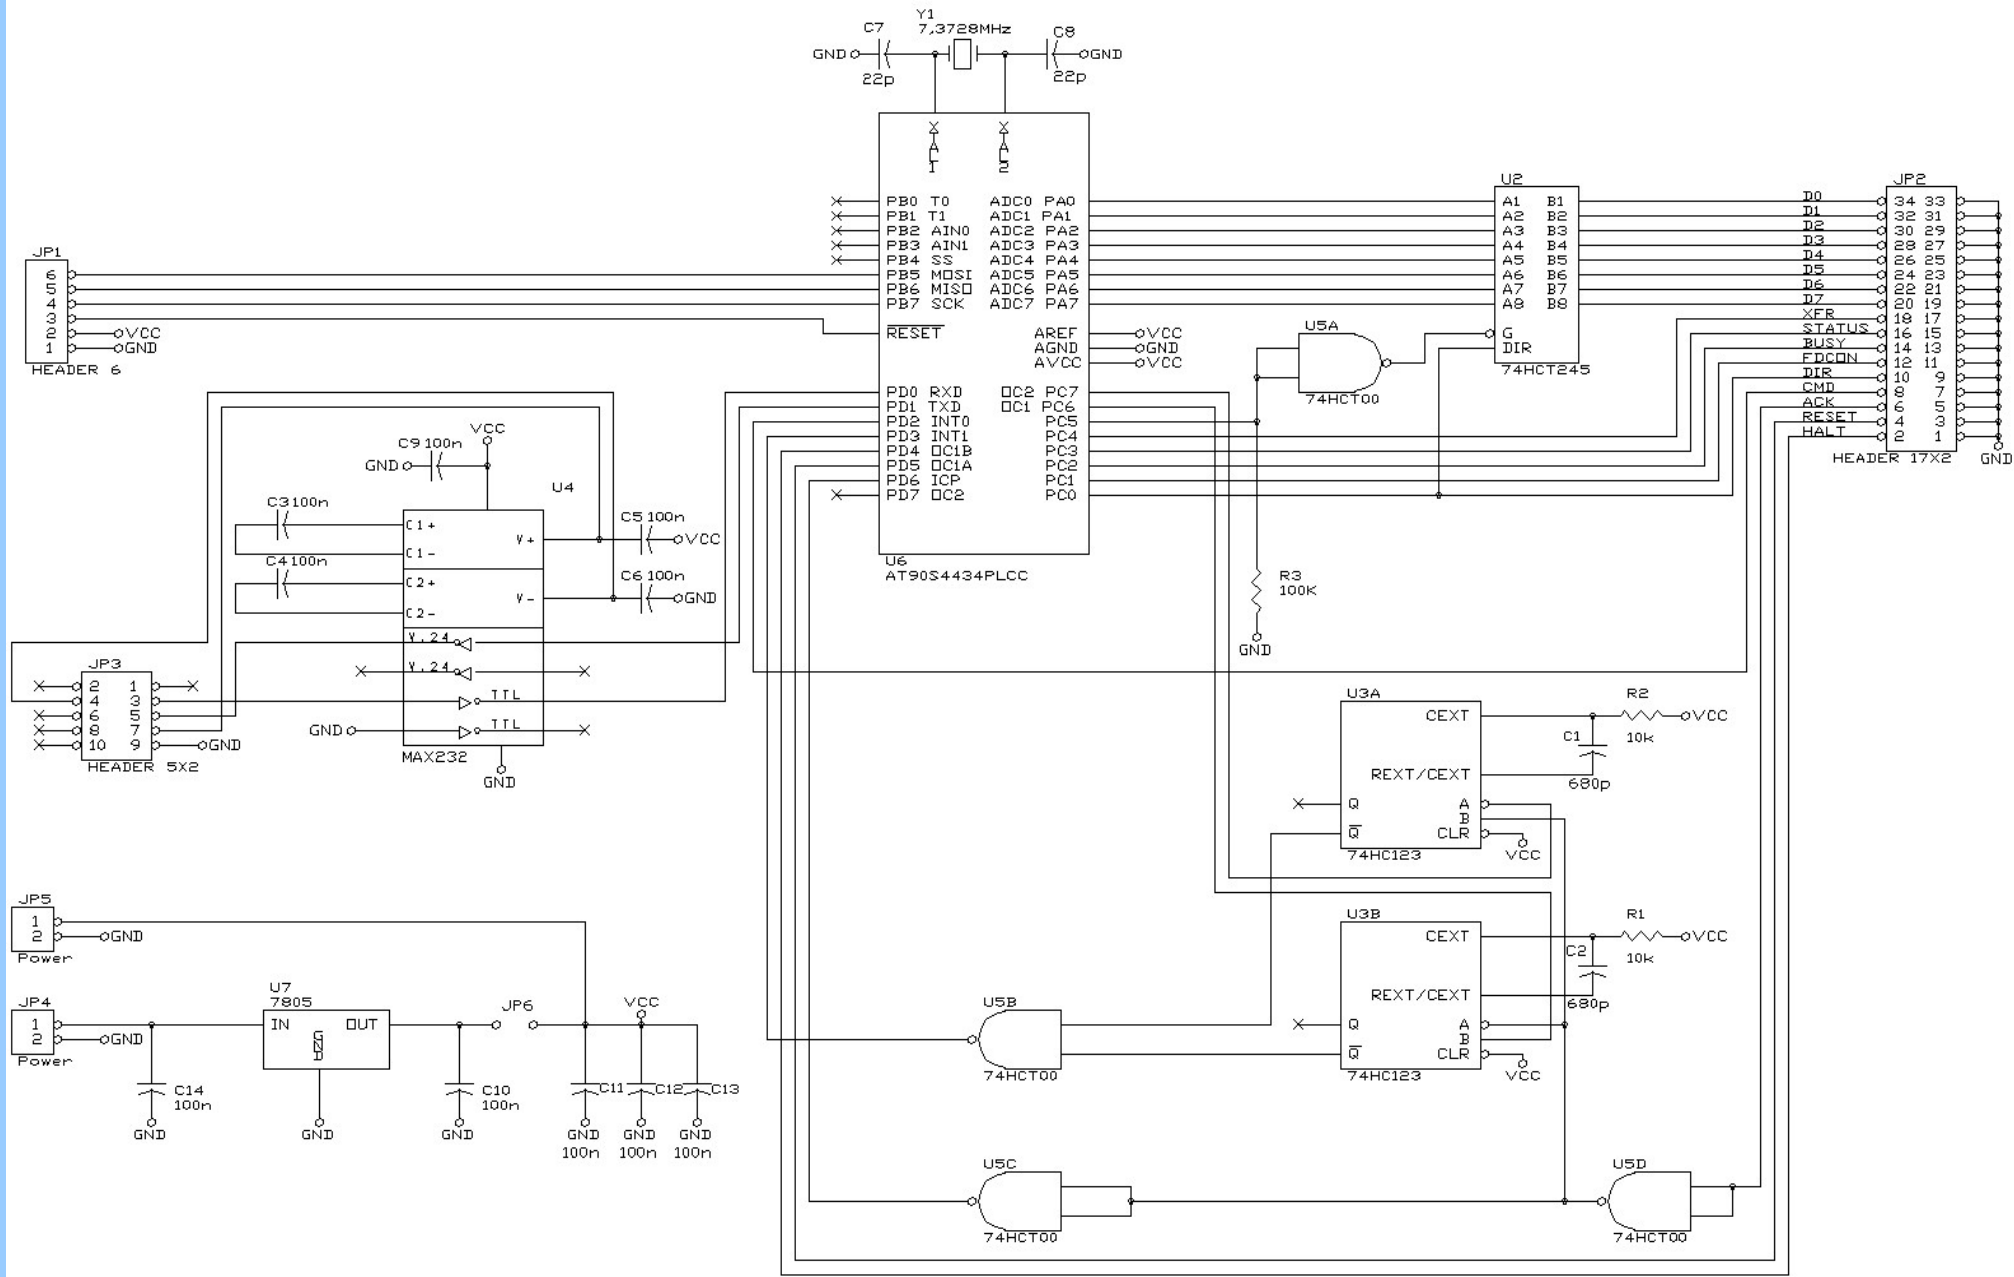 Y1
7,3728MHz
C7
C8
GND
GND
22p
22p
X
A
L
1
X
A
L
2
PB0 T0 ADC0 PA0
PB1 T1 ADC1 PA1
PB2 AIN0 ADC2 PA2
PB3 AIN1 ADC3 PA3
PB4 SS ADC4 PA4
PB5 MOSI ADC5 PA5
PB6 MISO ADC6 PA6
PB7 SCK ADC7 PA7
RESET AREF VCC
AGND GND
AVCC VCC
PD0 RXD OC2 PC7
PD1 TXD OC1 PC6
PD2 INT0 PC5
PD3 INT1 PC4
PD4 OC1B PC3
PD5 OC1A PC2
PD6 ICP PC1
PD7 OC2 PC0
U6
AT90S4434PLCC
U2
A1 B1
A2 B2
A3 B3
A4 B4
A5 B5
A6 B6
A7 B7
A8 B8
G
DIR
74HCT245
U5A
74HCT00
R3
100K
GND
JP2
D0 34 33
D1 32 31
D2 30 29
D3 28 27
D4 26 25
D5 24 23
D6 22 21
D7 20 19
XFR 18 17
STATUS 16 15
BUSY 14 13
FDCON 12 11
DIR 10 9
CMD 8 7
ACK 6 5
RESET 4 3
HALT 2 1
HEADER 17X2
GND
JP1
6
5
4
3
2 VCC
1 GND
HEADER 6
VCC
C9 100n
GND
U4
C3 100n
C1+
C1-
C4 100n
C2+
C2-
V+
V-
C5 100n
VCC
C6 100n
GND
V.24
V.24
TTL
GND
TTL
MAX232
GND
JP3
2 1
4 3
6 5
8 7
10 9 GND
HEADER 5X2
U3A
CEXT
REXT/CEXT
Q A
B
Q CLR
VCC
74HC123
R2
10k
VCC
C1
680p
U3B
CEXT
REXT/CEXT
Q A
B
Q CLR
VCC
74HC123
R1
10k
VCC
C2
680p
U5B
74HCT00
U5C
74HCT00
U5D
74HCT00
JP5
1
2 GND
Power
JP4
1
2 GND
Power
U7
7805
IN OUT
GND
GND
JP6
VCC
C14
100n
GND
C10
100n
GND
C11
C12
C13
GND GND GND
100n 100n 100n